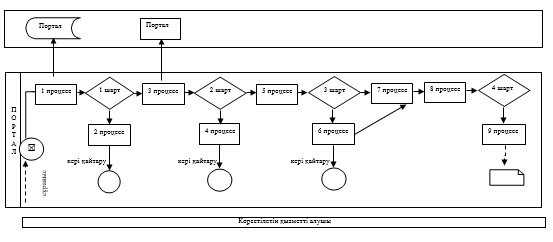 Портал
Портал
ПОРТАЛ
1 процесс
1 шарт
3 процесс
2 шарт
5 процесс
3 шарт
7 процесс
8 процесс
4 шарт
2 процесс
4 процесс
6 процесс
9 процесс
кері қайтару
кері қайтару
кері қайтару
Көрсетілетін қызметті алушы